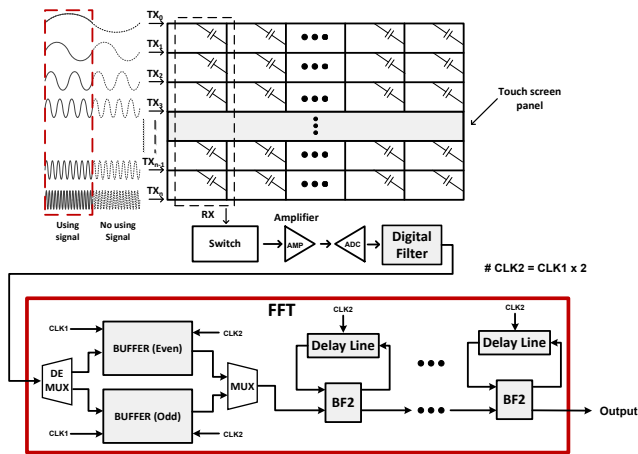 TX0
TX1
TX2
TX3
TXn-1
TXn
Touch screen
panel
Using
signal
No using
Signal
RX
Switch
Amplifier
AMP
ADC
Digital
Filter
# CLK2 = CLK1 x 2
FFT
CLK1
BUFFER (Even)
CLK2
DE
MUX
MUX
BUFFER (Odd)
CLK1
CLK2
CLK2
Delay Line
BF2
CLK2
Delay Line
BF2
Output